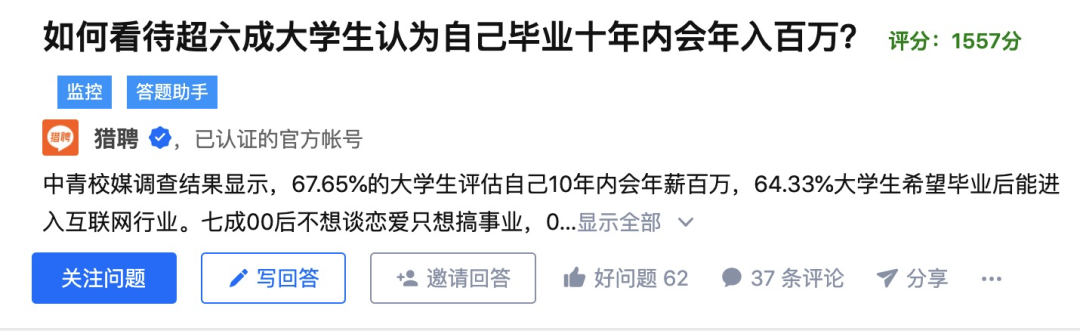 如何看待超六成大学生认为自己毕业十年内会年入百万? 评分：1557分
监控 答题助手
猎聘 猎聘 ，已认证的官方帐号
中青校媒调查结果显示，67.65%的大学生评估自己10年内会年薪百万，64.33%大学生希望毕业后能进
入互联网行业。七成00后不想谈恋爱只想搞事业，0...显示全部
关注问题 写回答 邀请回答 好问题 62 37 条评论 分享 ...